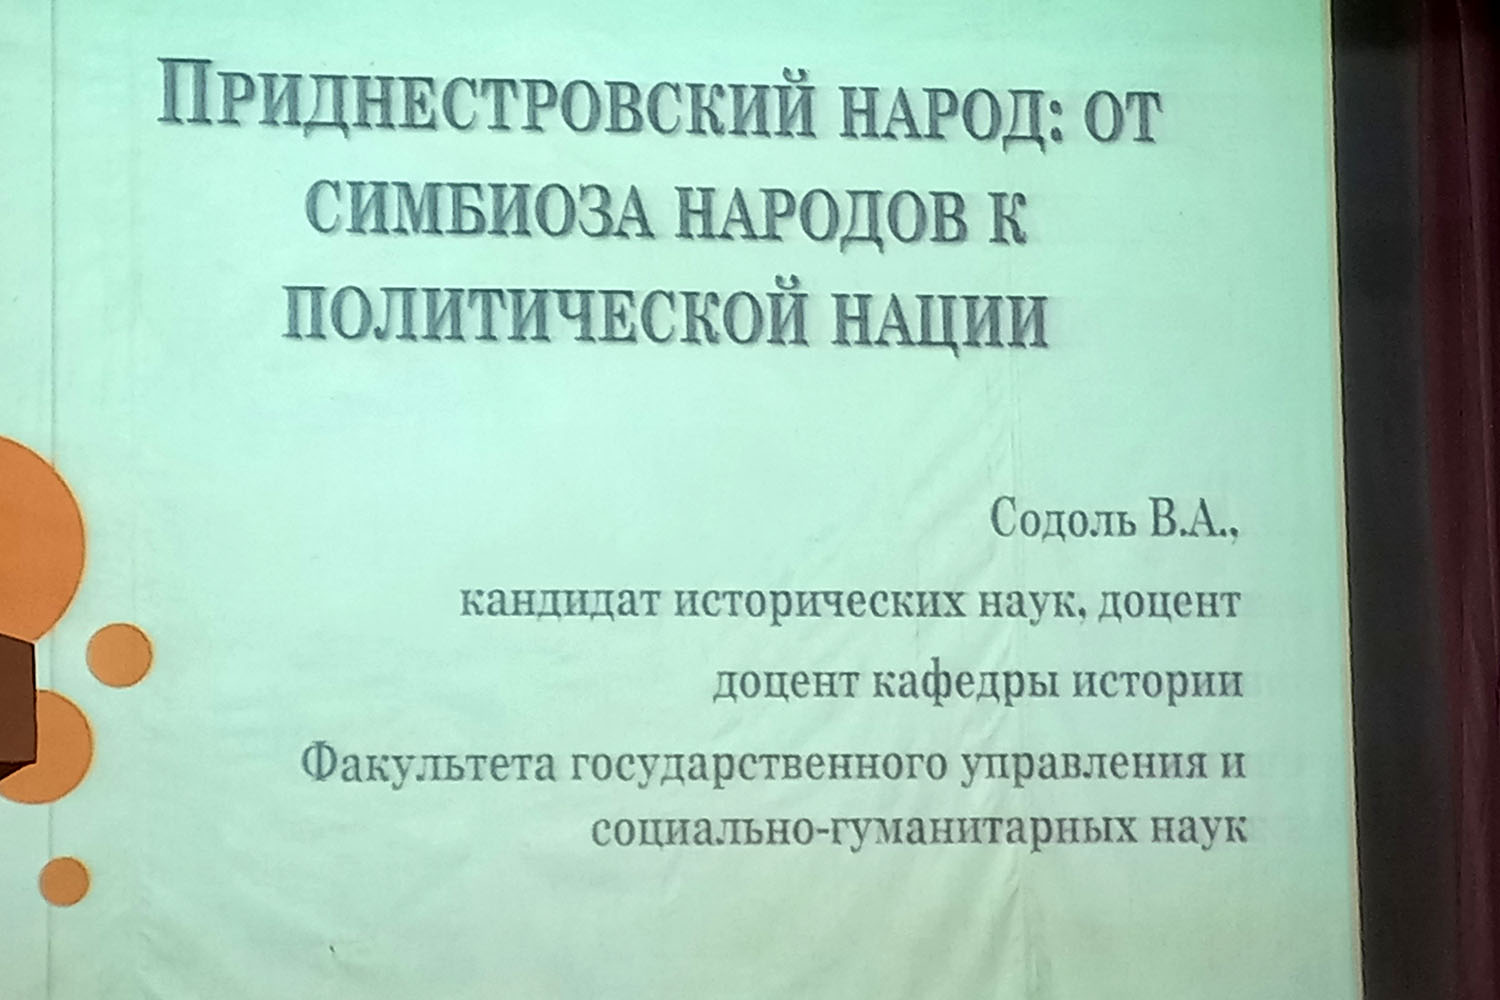 Приднестровский народ: от
симбиоза народов к
политической нации
Содоль В.А.,
кандидат исторических наук, доцент
доцент кафедры истории
Факультета государственного управления и
социально-гуманитарных наук